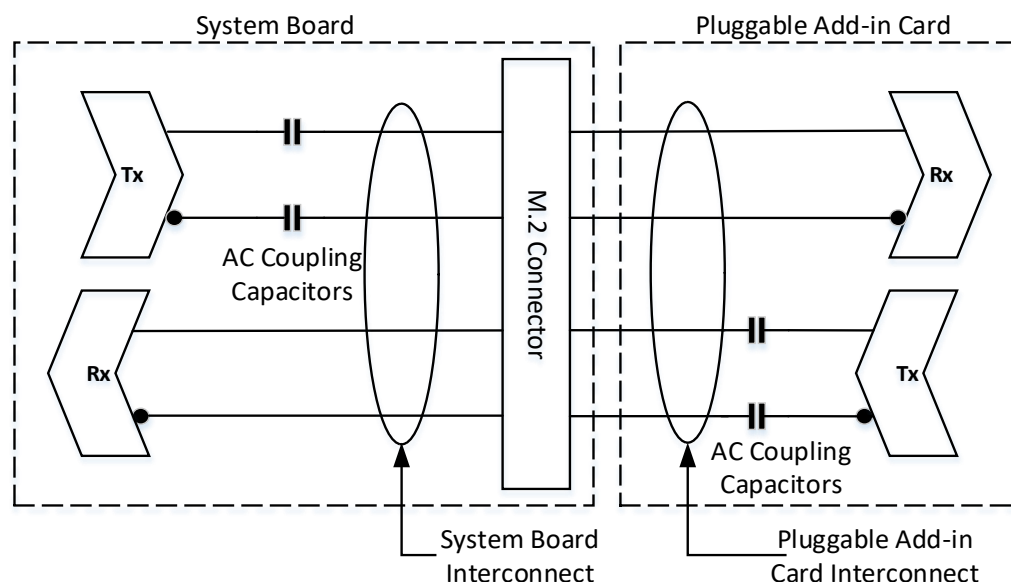 System Board
Pluggable Add-in Card
Tx
Rx
AC Coupling
Capacitors
M.2 Connector
Rx
Tx
AC Coupling
Capacitors
System Board
Interconnect
Pluggable Add-in
Card Interconnect